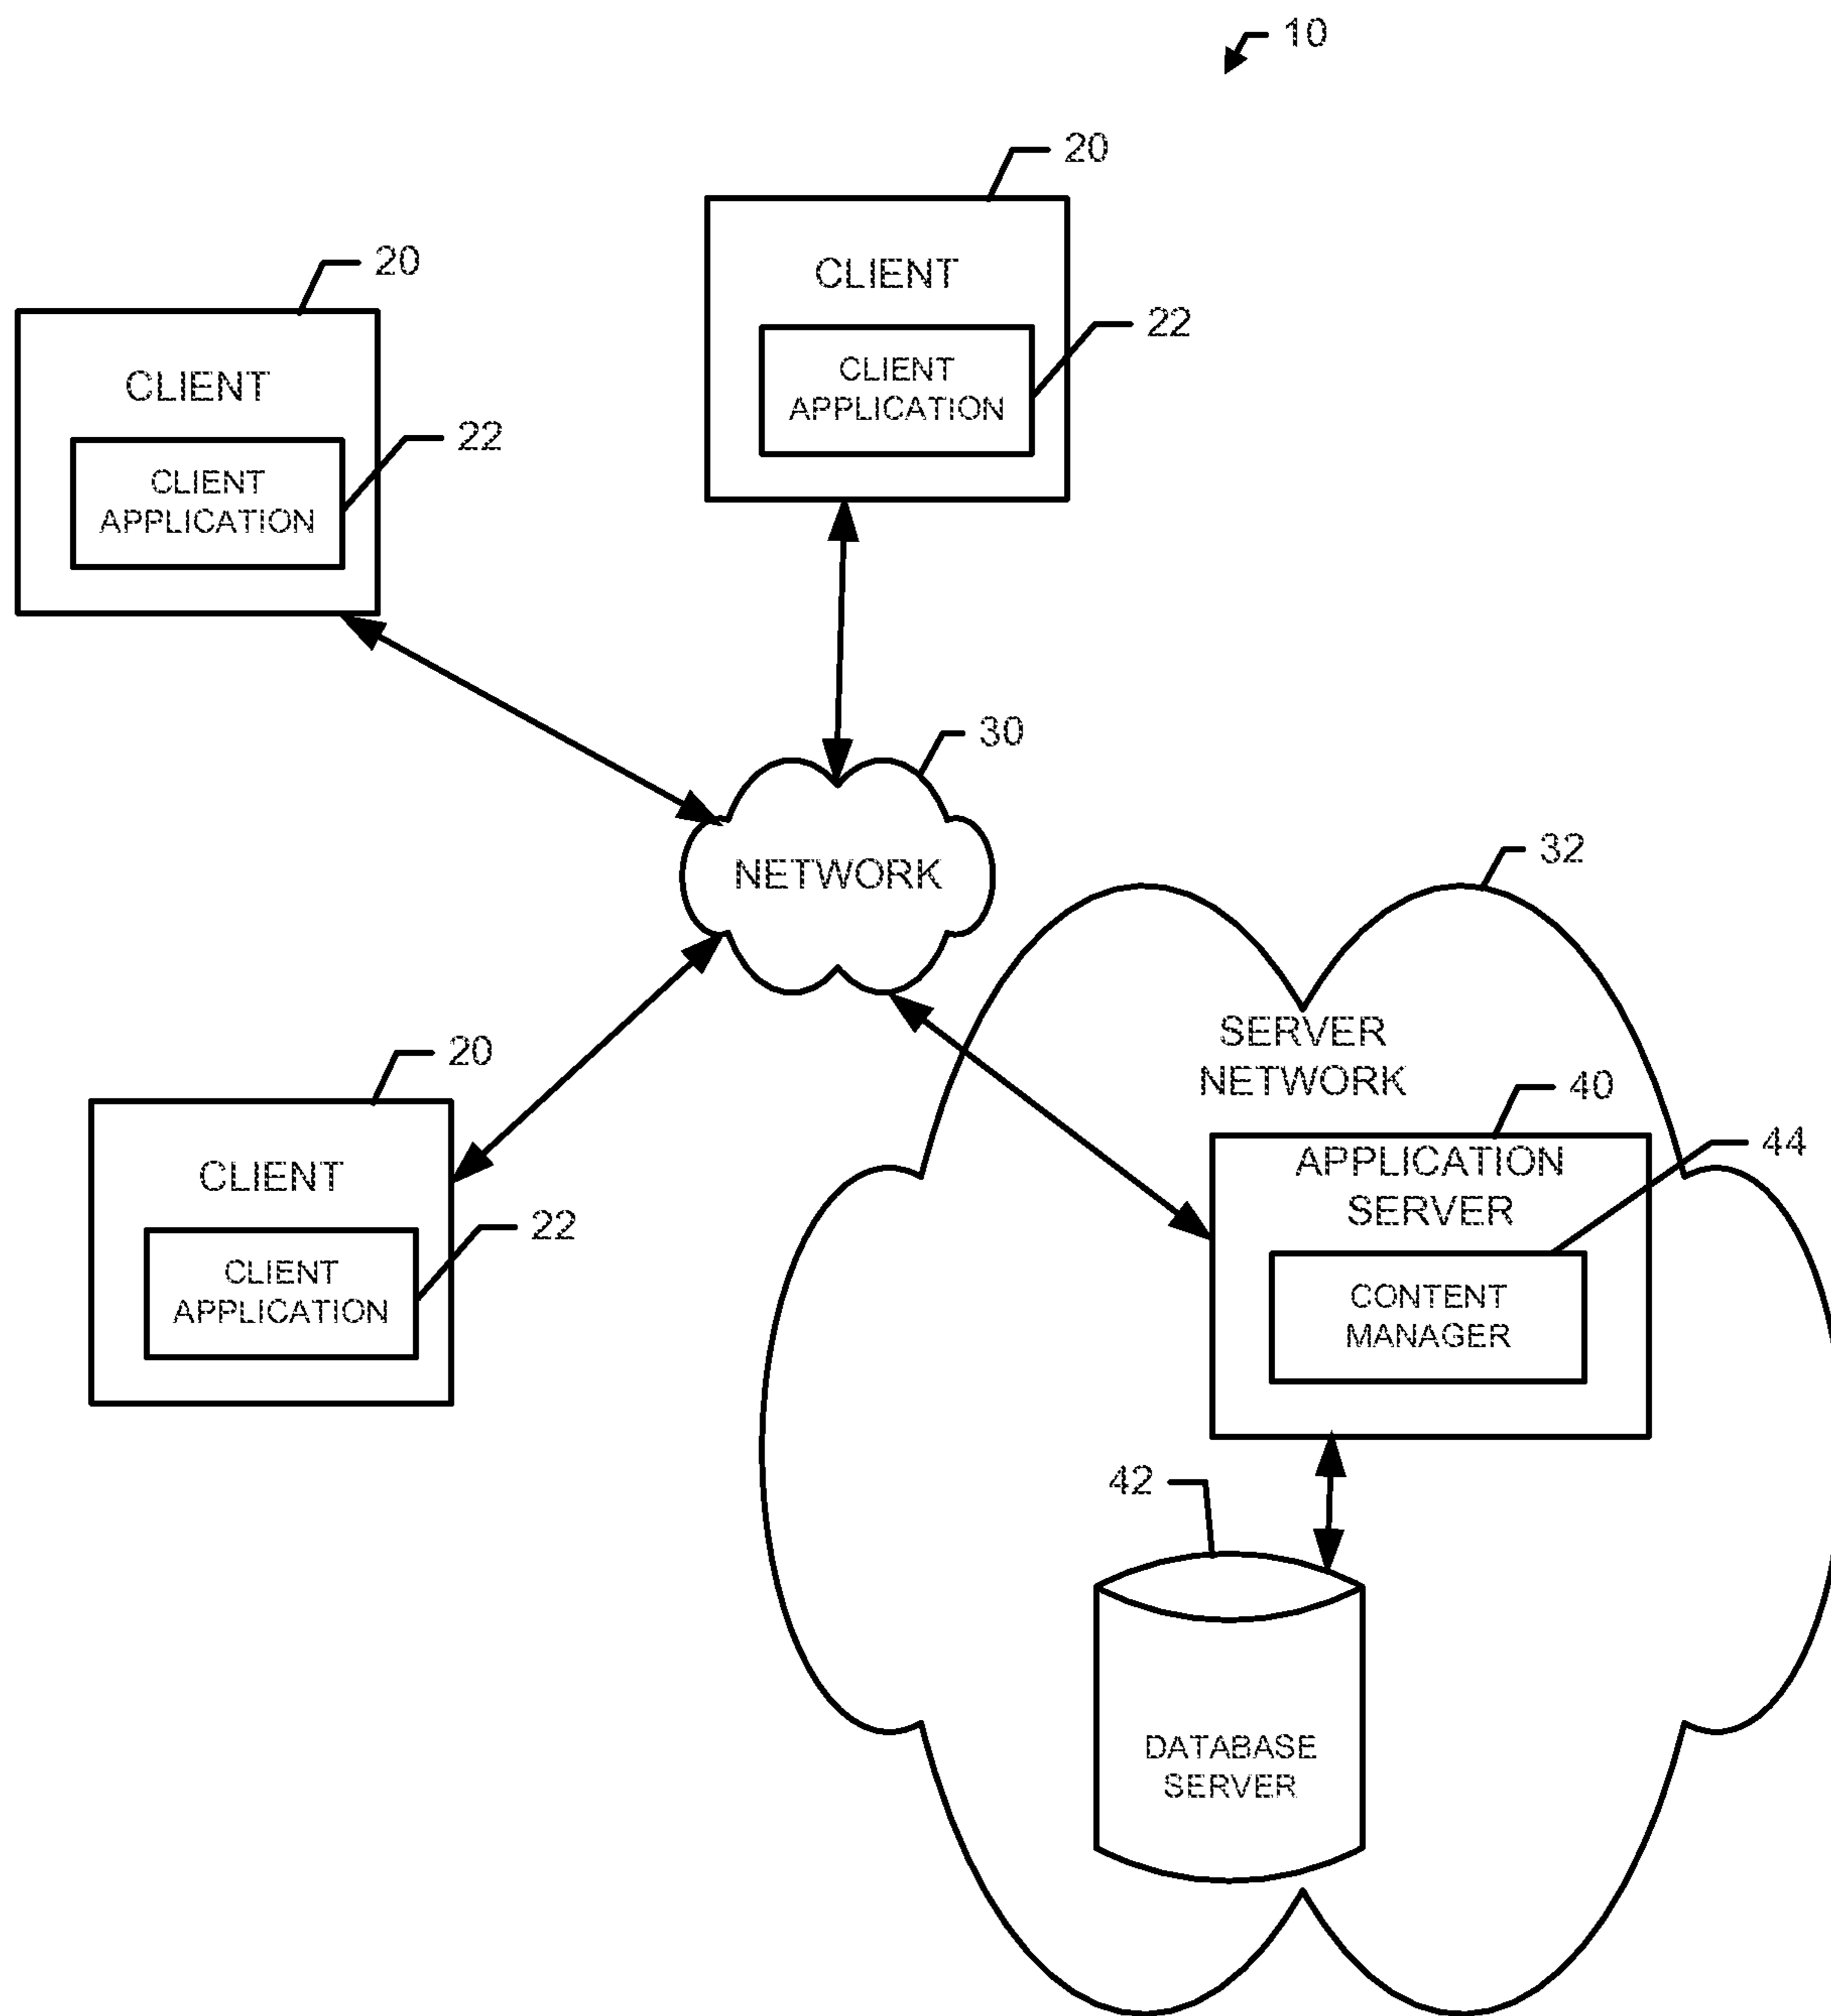 10
20
CLIENT
22
CLIENT
APPLICATION
20
CLIENT
22
CLIENT
APPLICATION
30
NETWORK
32
SERVER
NETWORK
40
APPLICATION
SERVER
44
CONTENT
MANAGER
20
CLIENT
22
CLIENT
APPLICATION
42
DATABASE
SERVER